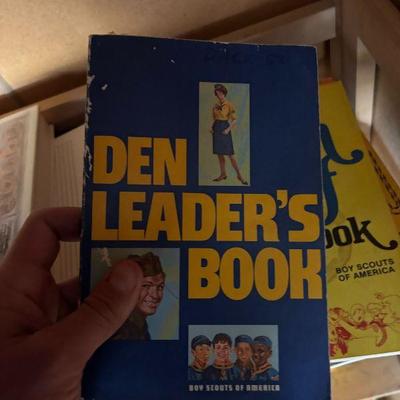 DEN
LEADER'S
BOOK
BOY SCOUTS OF AMERICA
ook
BOY SCOUTS
OF AMERICA